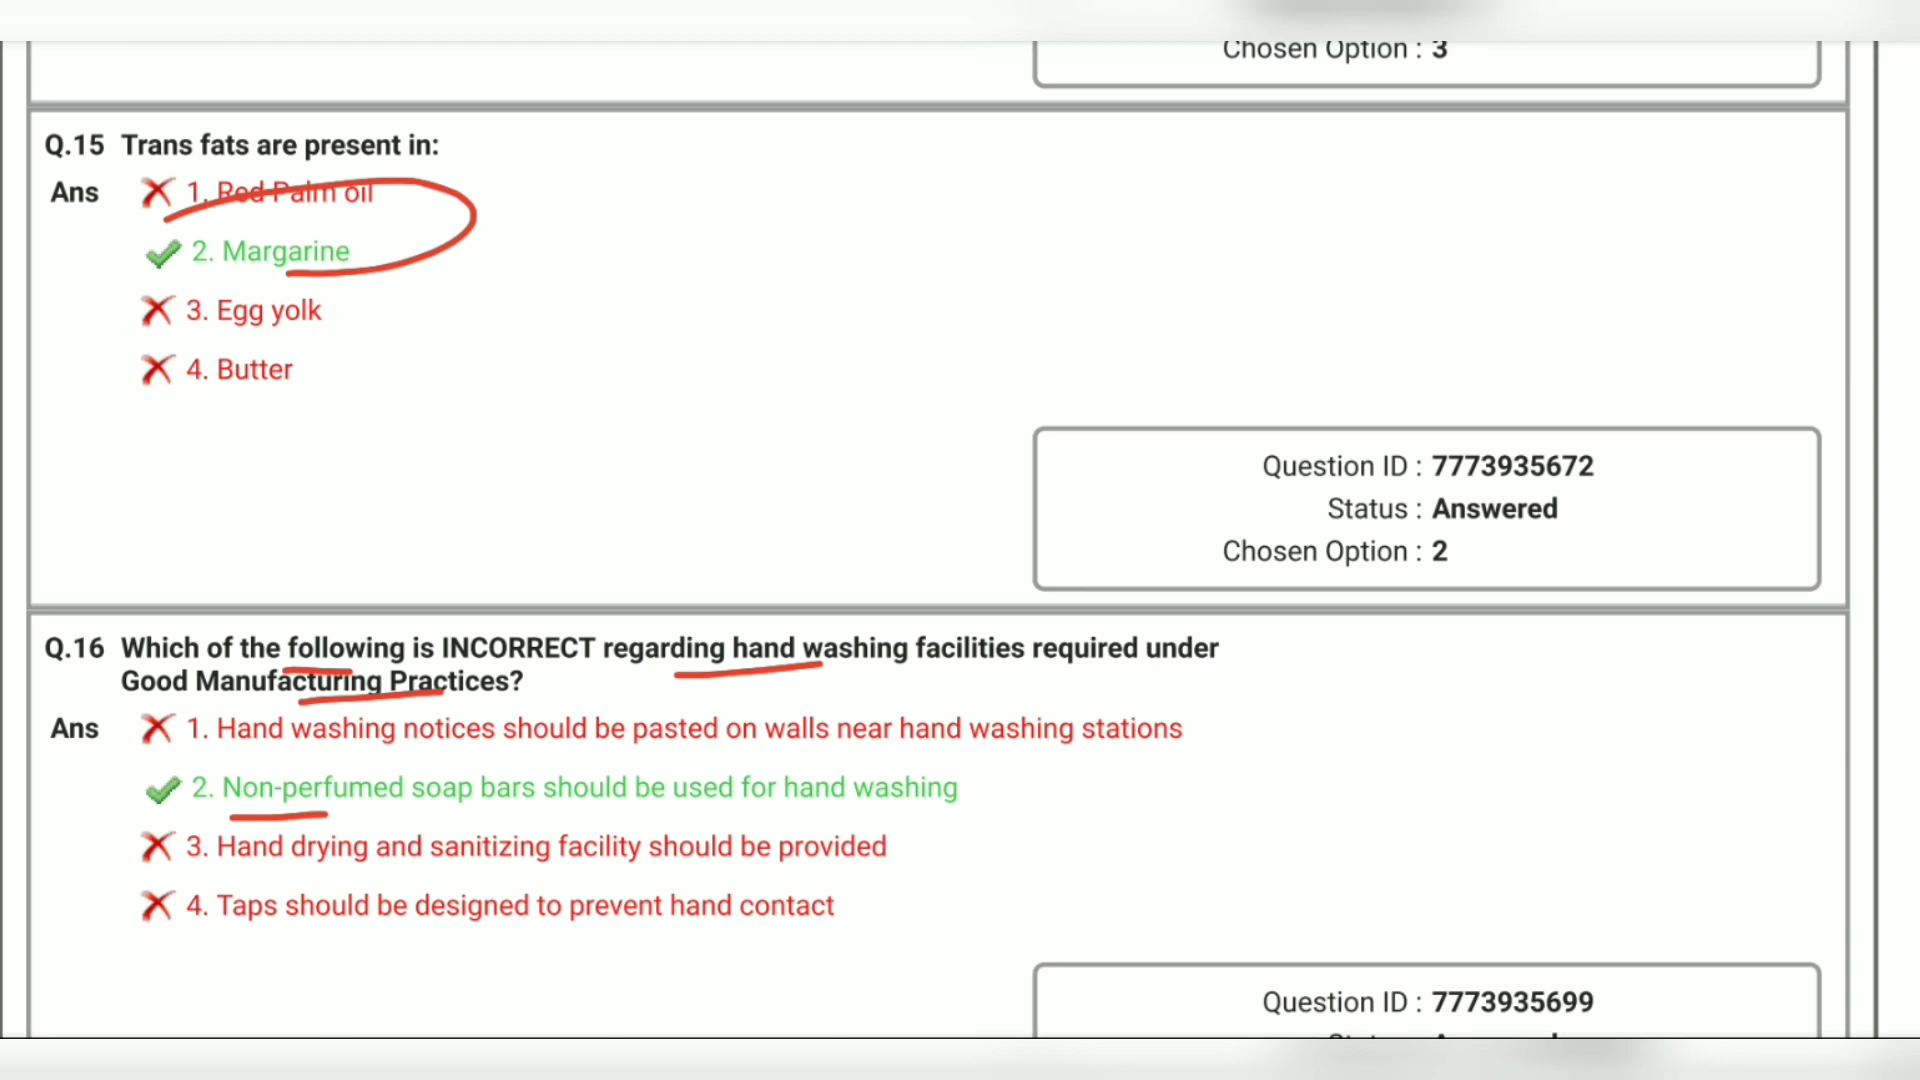 Chosen Option : 3
Q.15 Trans fats are present in:
Ans 1. Red Palm oil
2. Margarine
3. Egg yolk
4. Butter
Question ID : 7773935672
Status : Answered
Chosen Option : 2
Q.16 Which of the following is INCORRECT regarding hand washing facilities required under
Good Manufacturing Practices?
Ans 1. Hand washing notices should be pasted on walls near hand washing stations
2. Non-perfumed soap bars should be used for hand washing
3. Hand drying and sanitizing facility should be provided
4. Taps should be designed to prevent hand contact
Question ID : 7773935699